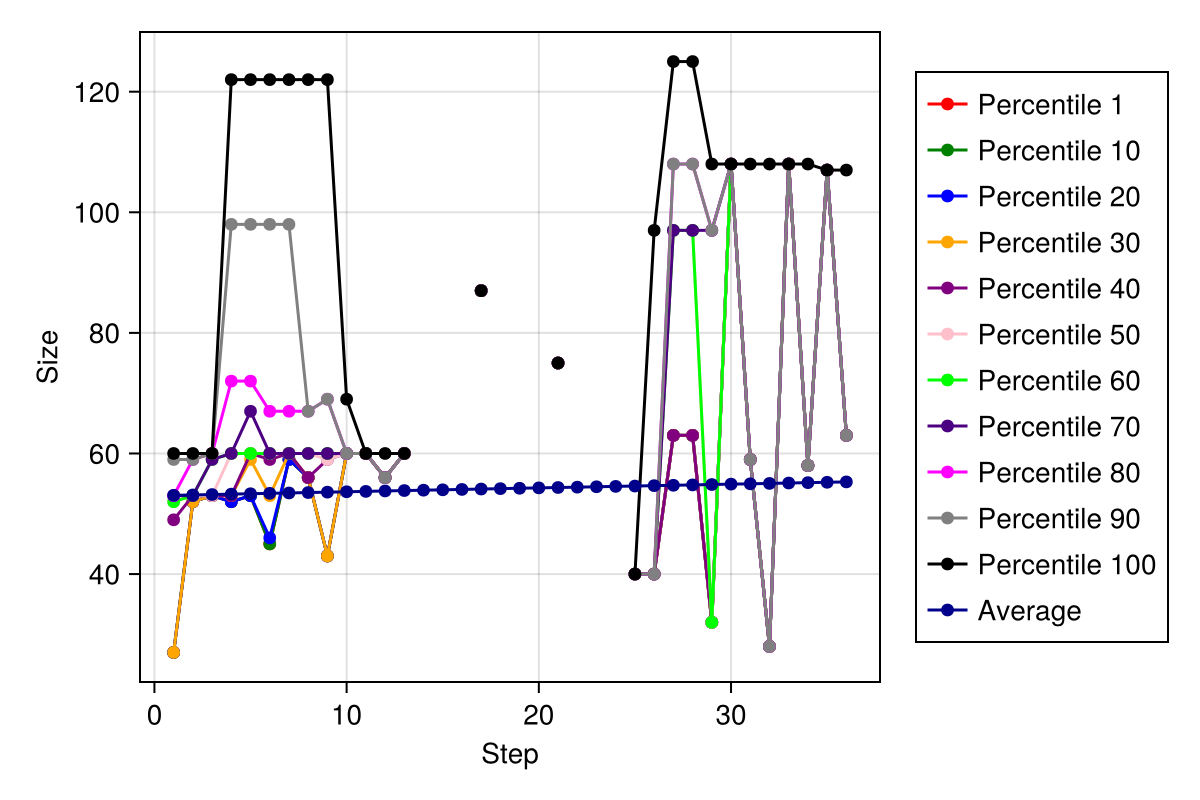 120
100
80
60
40
Size
0
10
20
30
Step
Percentile 1
Percentile 10
Percentile 20
Percentile 30
Percentile 40
Percentile 50
Percentile 60
Percentile 70
Percentile 80
Percentile 90
Percentile 100
Average